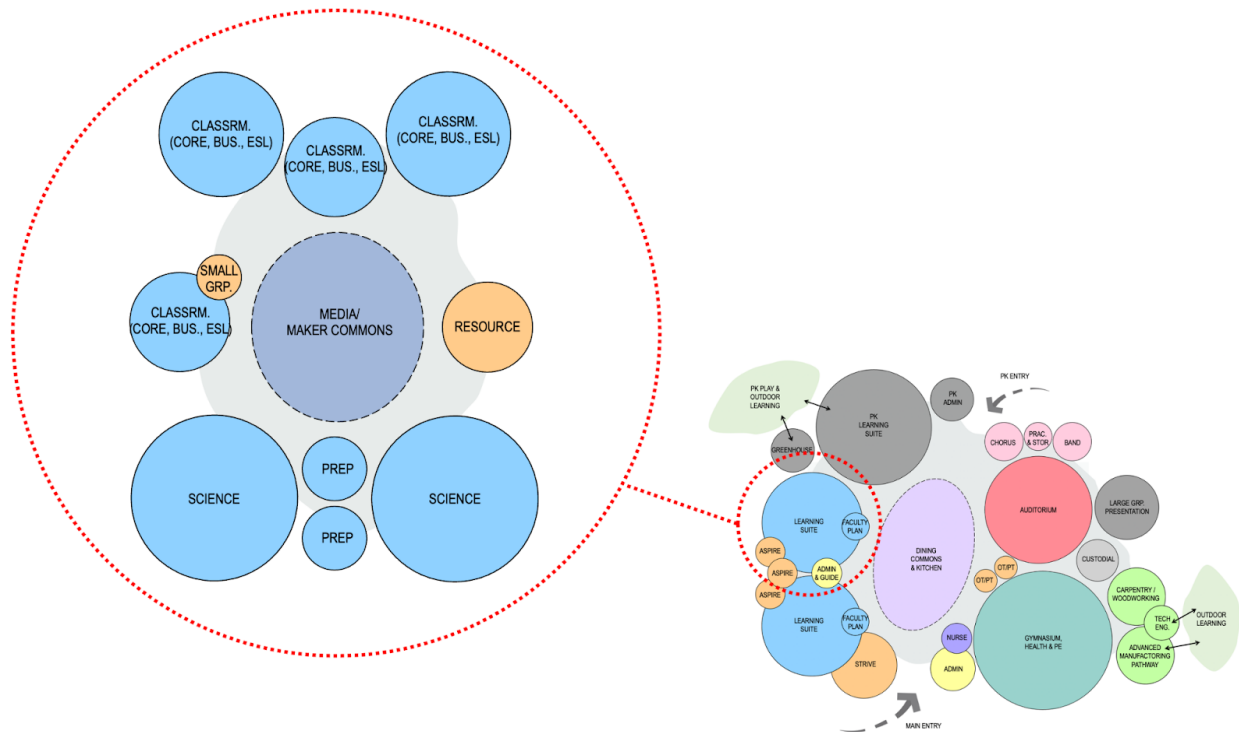 CLASSRM.
(CORE, BUS., ESL)
CLASSRM.
(CORE, BUS., ESL)
CLASSRM.
(CORE, BUS., ESL)
SMALL
GRP.
CLASSRM.
(CORE, BUS., ESL)
MEDIA/
MAKER COMMONS
RESOURCE
SCIENCE
PREP
SCIENCE
PREP
PK ENTRY
PK PLAY &
OUTDOOR
LEARNING
PK
ADMIN
PK
LEARNING
SUITE
GREENHOUSE
CHORUS
PRAC.
& STOR
BAND
LARGE GRP.
PRESENTATION
AUDITORIUM
LEARNING
SUITE
FACULTY
PLAN
DINING
COMMONS
& KITCHEN
ASPIRE
ASPIRE
ASPIRE
ADMIN
& GUIDE
OT/PT
OT/PT
CUSTODIAL
CARPENTRY /
WOODWORKING
TECH
ENG.
OUTDOOR
LEARNING
ADVANCED
MANUFACTORING
PATHWAY
LEARNING
SUITE
FACULTY
PLAN
NURSE
GYMNASIUM,
HEALTH & PE
STRIVE
ADMIN
MAIN ENTRY